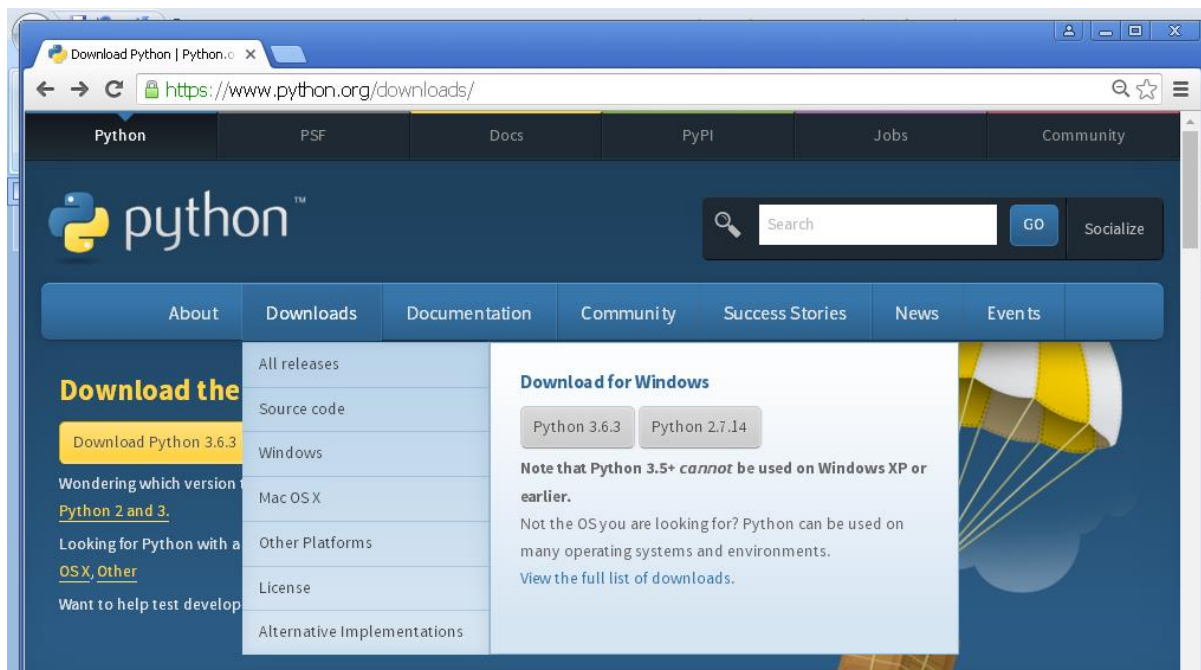 Download Python | Python.o
https://www.python.org/downloads/
Python PSF Docs PyPI Jobs Community
python™
Search GO Socialize
About Downloads Documentation Community Success Stories News Events
Download the
Download Python 3.6.3
Wondering which version
Python 2 and 3.
Looking for Python with a
OS X, Other
Want to help test develop
All releases
Source code
Windows
Mac OS X
Other Platforms
License
Alternative Implementations
Download for Windows
Python 3.6.3 Python 2.7.14
Note that Python 3.5+ cannot be used on Windows XP or
earlier.
Not the OS you are looking for? Python can be used on
many operating systems and environments.
View the full list of downloads.